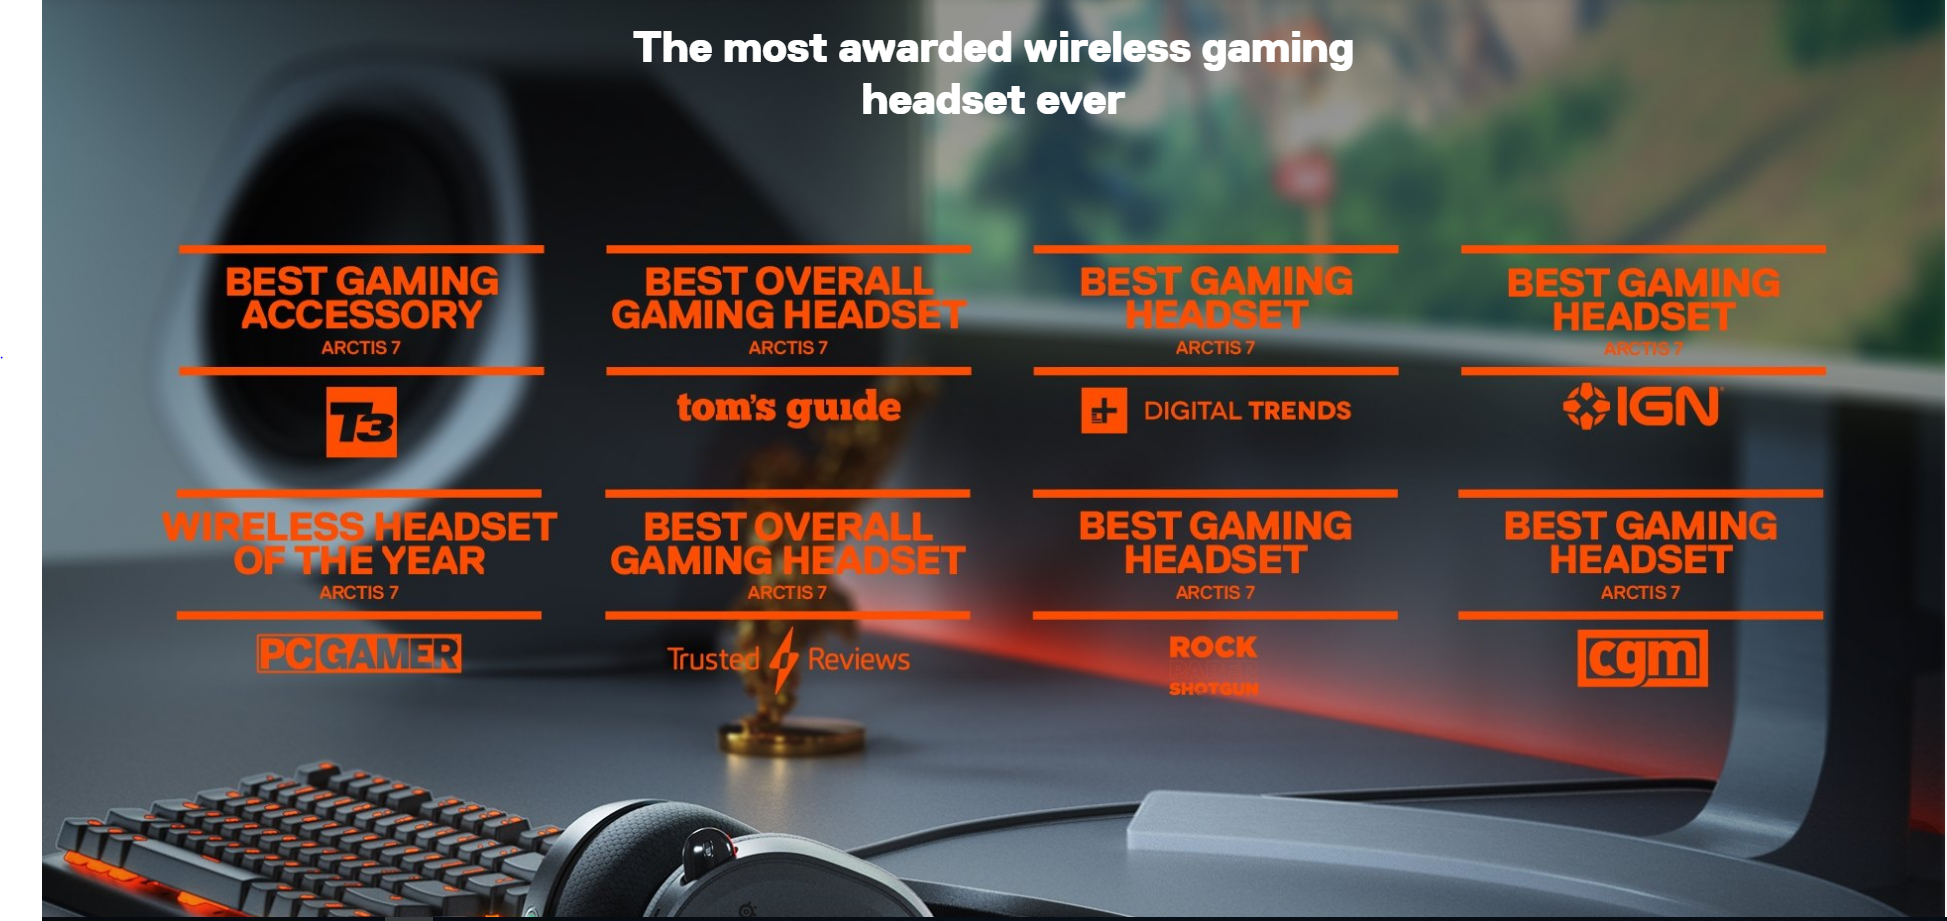 The most awarded wireless gaming
headset ever
BEST GAMING
ACCESSORY
ARCTIS 7
T3
BEST OVERALL
GAMING HEADSET
ARCTIS 7
tom's guide
BEST GAMING
HEADSET
ARCTIS 7
DIGITAL TRENDS
BEST GAMING
HEADSET
ARCTIS 7
IGN
WIRELESS HEADSET
OF THE YEAR
ARCTIS 7
PCGAMER
BEST OVERALL
GAMING HEADSET
ARCTIS 7
Trusted Reviews
BEST GAMING
HEADSET
ARCTIS 7
ROCK
PAPER
SHOTGUN
BEST GAMING
HEADSET
ARCTIS 7
cgm